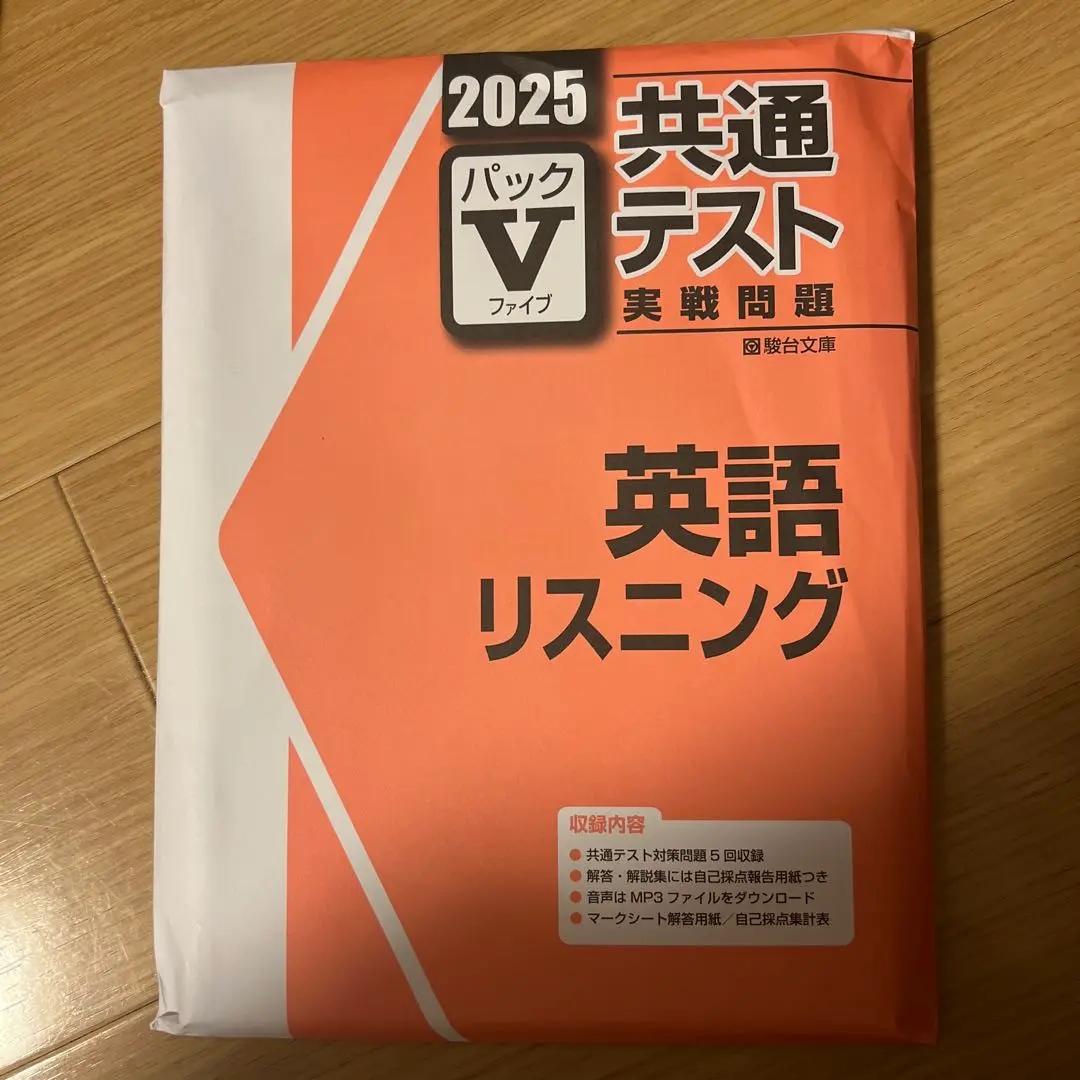 2025
パック
V
ファイブ
共通
テスト
実戦問題
駿台文庫
英語
リスニング
収録内容
● 共通テスト対策問題5回収録
● 解答・解説集には自己採点報告用紙つき
● 音声はMP3ファイルをダウンロード
● マークシート解答用紙／自己採点集計表